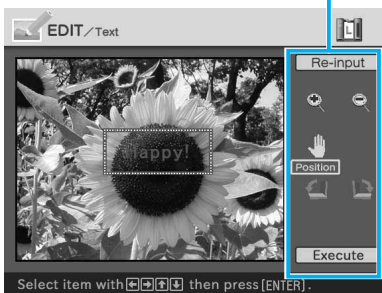 EDIT/Text
L
Re-input
Happy!
Position
Execute
Select item with ←→↑↓ then press [ENTER].